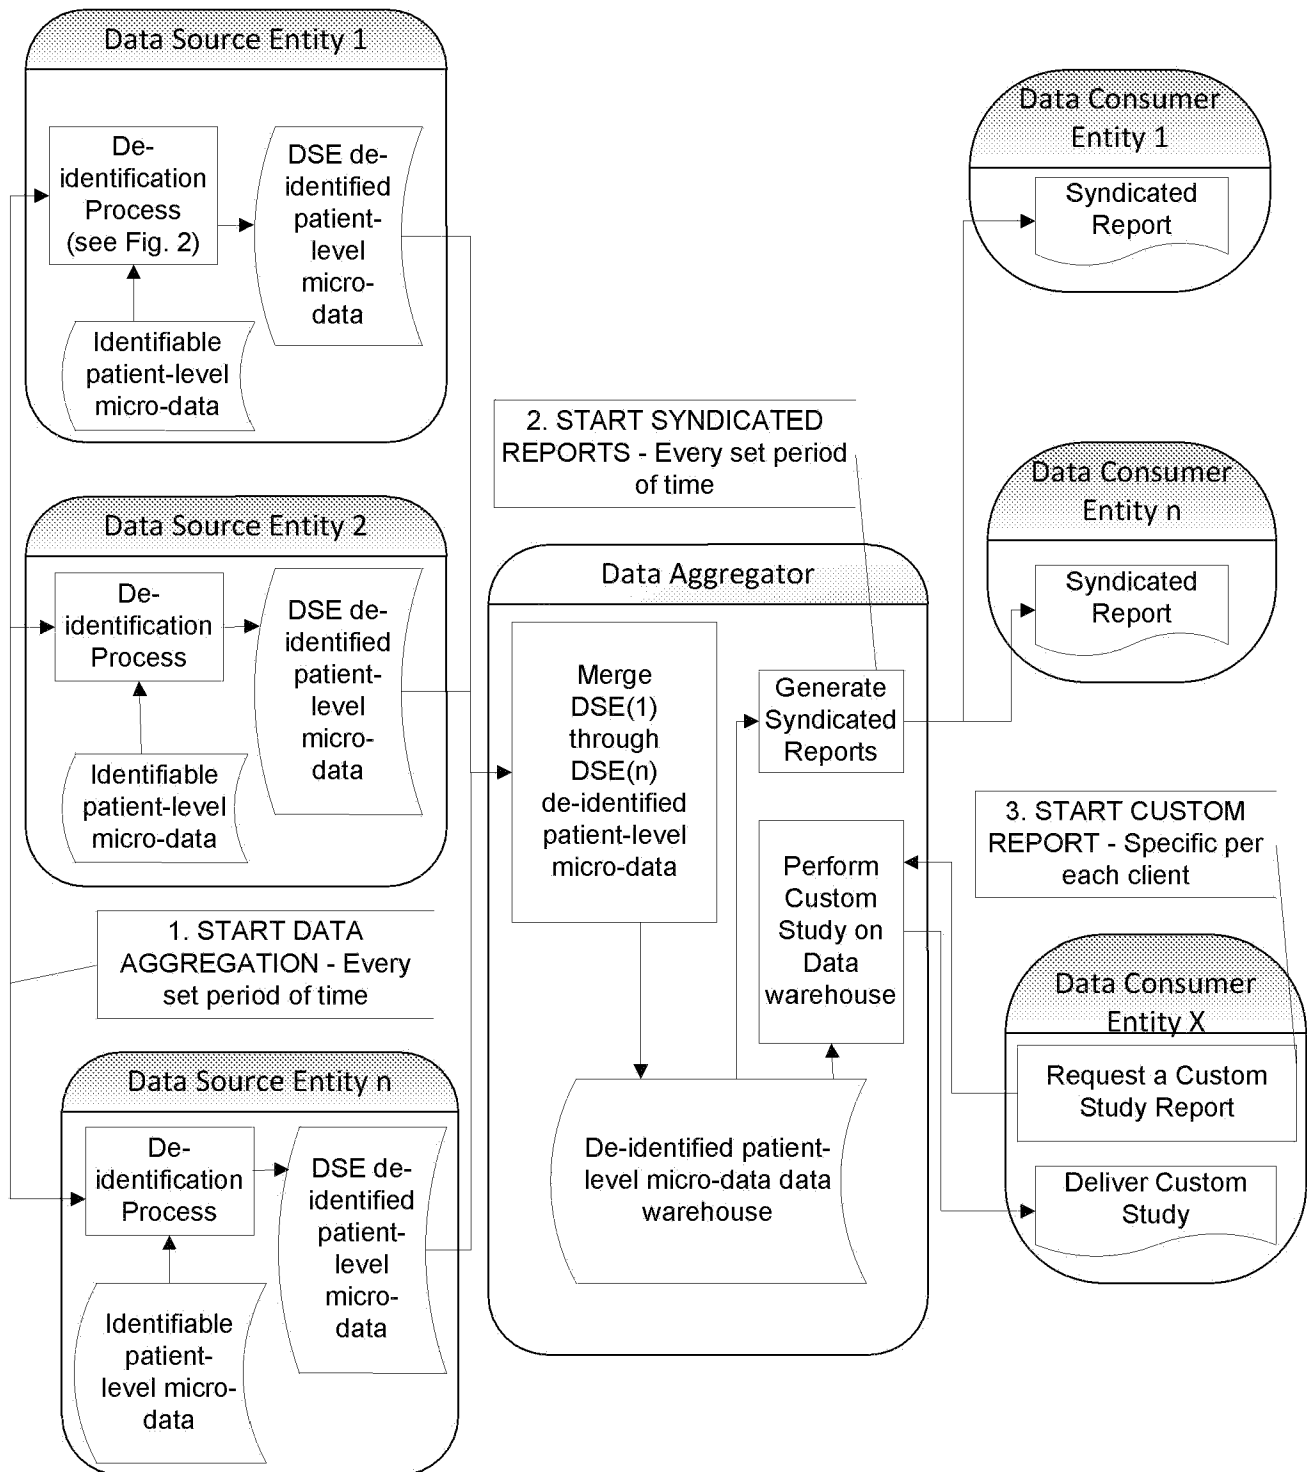 Data Source Entity 1
De-
identification
Process
(see Fig. 2)
DSE de-
identified
patient-
level
micro-
data
Identifiable
patient-level
micro-data
Data Source Entity 2
De-
identification
Process
DSE de-
identified
patient-
level
micro-
data
Identifiable
patient-level
micro-data
1. START DATA
AGGREGATION - Every
set period of time
Data Source Entity n
De-
identification
Process
DSE de-
identified
patient-
level
micro-
data
Identifiable
patient-
level micro-
data
2. START SYNDICATED
REPORTS - Every set period
of time
Data Aggregator
Merge
DSE(1)
through
DSE(n)
de-identified
patient-level
micro-data
Generate
Syndicated
Reports
Perform
Custom
Study on
Data
warehouse
De-identified patient-
level micro-data data
warehouse
Data Consumer
Entity 1
Syndicated
Report
Data Consumer
Entity n
Syndicated
Report
3. START CUSTOM
REPORT - Specific per
each client
Data Consumer
Entity X
Request a Custom
Study Report
Deliver Custom
Study